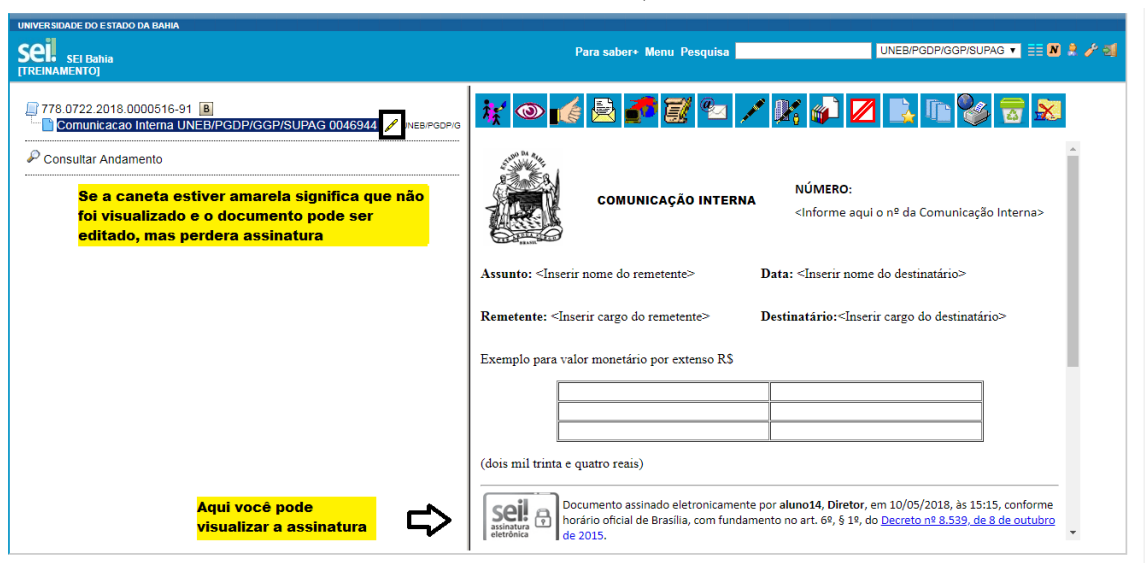 UNIVERSIDADE DO ESTADO DA BAHIA
sei! SEI Bahia
[TREINAMENTO]
Para saber+ Menu Pesquisa
UNEB/PGDP/GGP/SUPAG
N
778.0722.2018.0000516-91 B
Comunicacao Interna UNEB/PGDP/GGP/SUPAG 0046944
UNEB/PGDP/G
Consultar Andamento
Se a caneta estiver amarela significa que não
foi visualizado e o documento pode ser
editado, mas perdera assinatura
COMUNICAÇÃO INTERNA
NÚMERO:
<Informe aqui o nº da Comunicação Interna>
Assunto: <Inserir nome do remetente> Data: <Inserir nome do destinatário>
Remetente: <Inserir cargo do remetente> Destinatário:<Inserir cargo do destinatário>
Exemplo para valor monetário por extenso R$
(dois mil trinta e quatro reais)
Aqui você pode
visualizar a assinatura
sei!
assinatura
eletrônica
Documento assinado eletronicamente por aluno14, Diretor, em 10/05/2018, às 15:15, conforme
horário oficial de Brasília, com fundamento no art. 6º, § 1º, do Decreto nº 8.539, de 8 de outubro
de 2015.